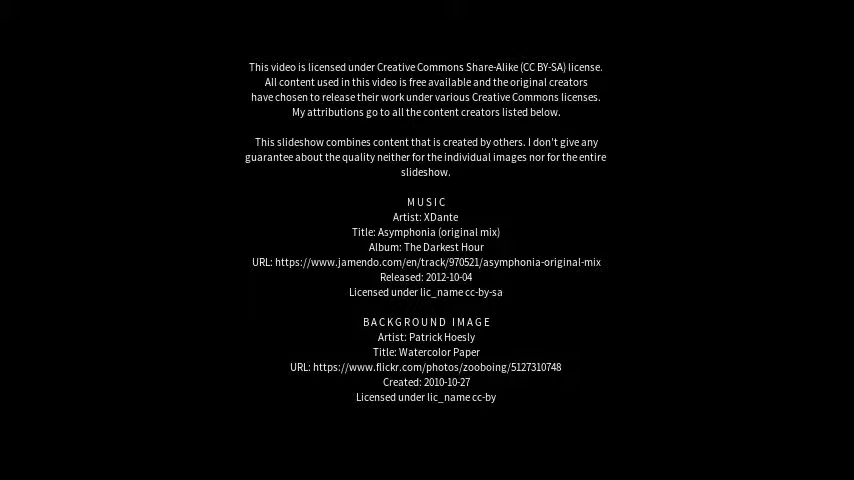 This video is licensed under Creative Commons Share-Alike (CC BY-SA) license.
All content used in this video is free available and the original creators
have chosen to release their work under various Creative Commons licenses.
My attributions go to all the content creators listed below.
This slideshow combines content that is created by others. I don't give any
guarantee about the quality neither for the individual images nor for the entire
slideshow.
MUSIC
Artist: XDante
Title: Asymphonia (original mix)
Album: The Darkest Hour
URL: https://www.jamendo.com/en/track/970521/asymphonia-original-mix
Released: 2012-10-04
Licensed under lic_name cc-by-sa
BACKGROUND IMAGE
Artist: Patrick Hoesly
Title: Watercolor Paper
URL: https://www.flickr.com/photos/zooboing/5127310748
Created: 2010-10-27
Licensed under lic_name cc-by